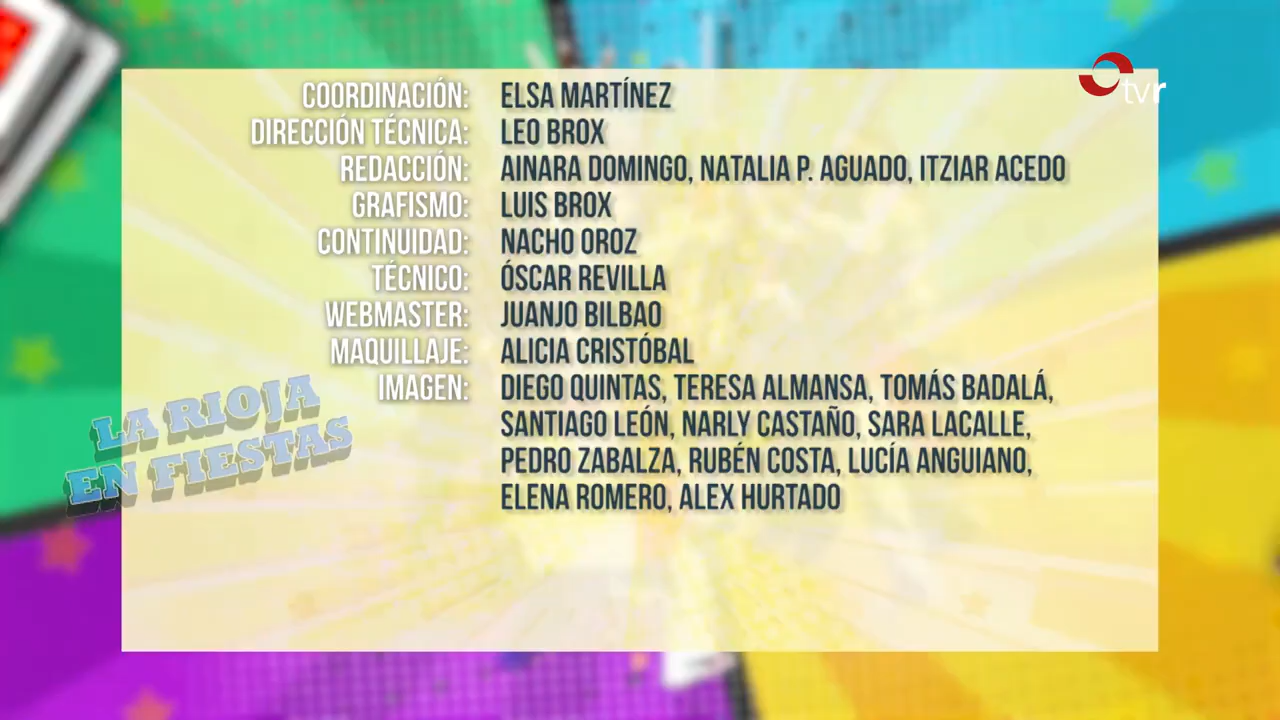 tvr
COORDINACIÓN: ELSA MARTÍNEZ
DIRECCIÓN TÉCNICA: LEO BROX
REDACCIÓN: AINARA DOMINGO, NATALIA P. AGUADO, ITZIAR ACEDO
GRAFISMO: LUIS BROX
CONTINUIDAD: NACHO OROZ
TÉCNICO: ÓSCAR REVILLA
WEBMASTER: JUANJO BILBAO
MAQUILLAJE: ALICIA CRISTÓBAL
IMAGEN: DIEGO QUINTAS, TERESA ALMANSA, TOMÁS BADALÁ,
SANTIAGO LEÓN, NARLY CASTAÑO, SARA LACALLE,
PEDRO ZABALZA, RUBÉN COSTA, LUCÍA ANGUIANO,
ELENA ROMERO, ALEX HURTADO
LA RIOJA
EN FIESTAS